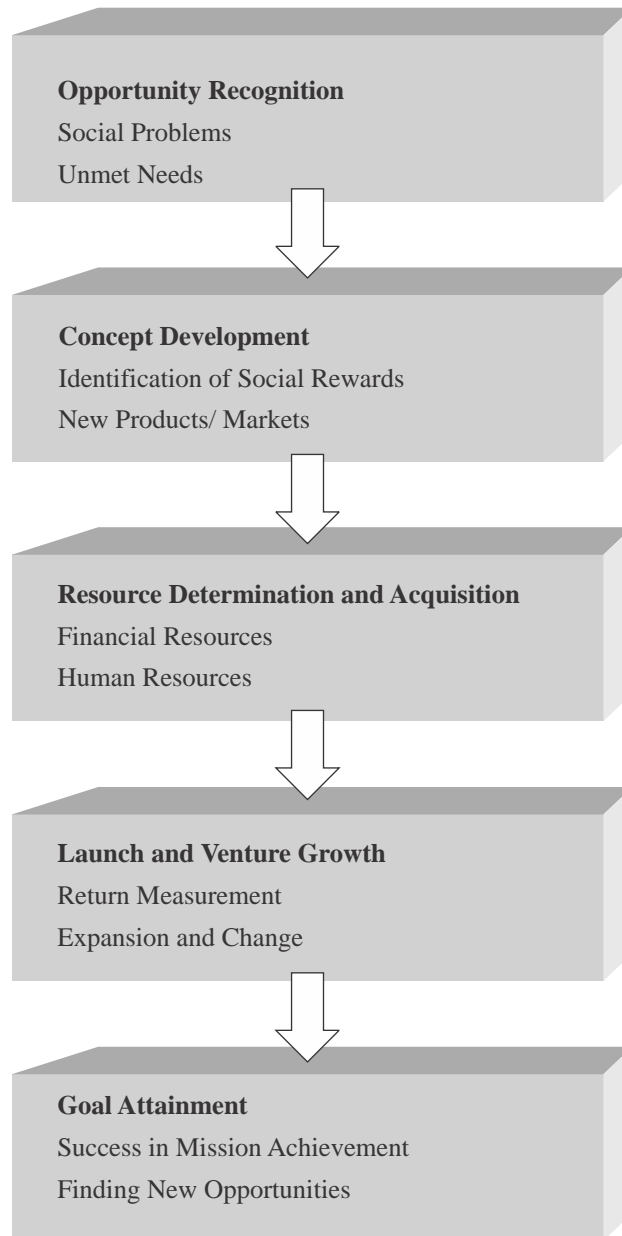 Opportunity Recognition
Social Problems
Unmet Needs
Concept Development
Identification of Social Rewards
New Products/ Markets
Resource Determination and Acquisition
Financial Resources
Human Resources
Launch and Venture Growth
Return Measurement
Expansion and Change
Goal Attainment
Success in Mission Achievement
Finding New Opportunities